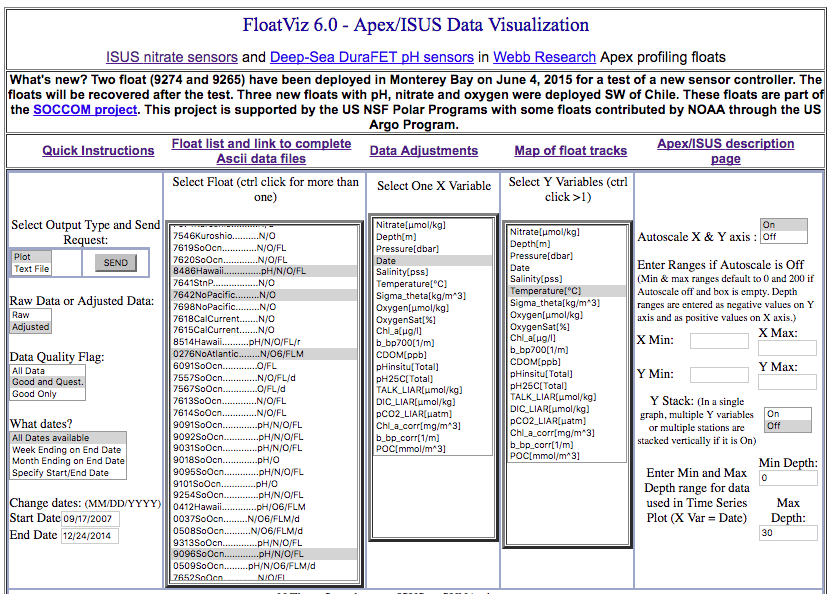 FloatViz 6.0 - Apex/ISUS Data Visualization
ISUS nitrate sensors and Deep-Sea DuraFET pH sensors in Webb Research Apex profiling floats
What's new? Two float (9274 and 9265) have been deployed in Monterey Bay on June 4, 2015 for a test of a new sensor controller. The
floats will be recovered after the test. Three new floats with pH, nitrate and oxygen were deployed SW of Chile. These floats are part of
the SOCCOM project. This project is supported by the US NSF Polar Programs with some floats contributed by NOAA through the US
Argo Program.
Quick Instructions
Float list and link to complete
Ascii data files
Data Adjustments
Map of float tracks
Apex/ISUS description
page
Select Output Type and Send
Request:
Plot
Text File
SEND
Raw Data or Adjusted Data:
Raw
Adjusted
Data Quality Flag:
All Data
Good and Quest.
Good Only
What dates?
All Dates available
Week Ending on End Date
Month Ending on End Date
Specify Start/End Date
Change dates: (MM/DD/YYYY)
Start Date 09/17/2007
End Date 12/24/2014
Select Float (ctrl click for more than
one)
7546Kuroshio..........N/O
7619SoOcn.............N/O/FL
7620SoOcn.............N/O/FL
8486Hawaii.............pH/N/O/FL
7641StnP...............N/O
7642NoPacific..........N/O
7698NoPacific..........N/O
7618CalCurrent.......N/O
7615CalCurrent.......N/O
8514Hawaii..........pH/N/O/FL/r
0276NoAtlantic.......N/O6/FLM
6091SoOcn.............O/FL
7557SoOcn.............N/O/FL/d
7567SoOcn.............O/FL/d
7613SoOcn.............N/O/FL
7614SoOcn.............N/O/FL
9091SoOcn.............pH/N/O/FL
9092SoOcn.............pH/N/O/FL
9031SoOcn.............pH/N/O/FL
9018SoOcn.............pH/O
9095SoOcn.............pH/N/O/FL
9101SoOcn.............pH/O
9254SoOcn.............pH/N/O/FL
0412Hawaii.............pH/O6/FLM
0037SoOcn.........N/O6/FLM/d
0508SoOcn.........N/O6/FLM/d
9313SoOcn.............pH/N/O/FL
9096SoOcn.............pH/N/O/FL
0509SoOcn.........pH/N/O6/FLM/d
7652SoOcn.............N/O/FL
Select One X Variable
Nitrate[µmol/kg]
Depth[m]
Pressure[dbar]
Date
Salinity[pss]
Temperature[°C]
Sigma_theta[kg/m^3]
Oxygen[µmol/kg]
OxygenSat[%]
Chl_a[µg/l]
b_bp700[1/m]
CDOM[ppb]
pHinsitu[Total]
pH25C[Total]
TALK_LIAR[µmol/kg]
DIC_LIAR[µmol/kg]
pCO2_LIAR[µatm]
Chl_a_corr[mg/m^3]
b_bp_corr[1/m]
POC[mmol/m^3]
Select Y Variables (ctrl
click >1)
Nitrate[µmol/kg]
Depth[m]
Pressure[dbar]
Date
Salinity[pss]
Temperature[°C]
Sigma_theta[kg/m^3]
Oxygen[µmol/kg]
OxygenSat[%]
Chl_a[µg/l]
b_bp700[1/m]
CDOM[ppb]
pHinsitu[Total]
pH25C[Total]
TALK_LIAR[µmol/kg]
DIC_LIAR[µmol/kg]
pCO2_LIAR[µatm]
Chl_a_corr[mg/m^3]
b_bp_corr[1/m]
POC[mmol/m^3]
Autoscale X & Y axis :
On
Off
Enter Ranges if Autoscale is Off
(Min & max ranges default to 0 and 200 if
Autoscale off and box is empty. Depth
ranges are entered as negative values on Y
axis and as positive values on X axis.)
X Min:
X Max:
Y Min:
Y Max:
Y Stack: (In a single
graph, multiple Y variables
or multiple stations are
stacked vertically if it is On)
On
Off
Enter Min and Max
Depth range for data
used in Time Series
Plot (X Var = Date)
Min Depth:
0
Max
Depth:
30